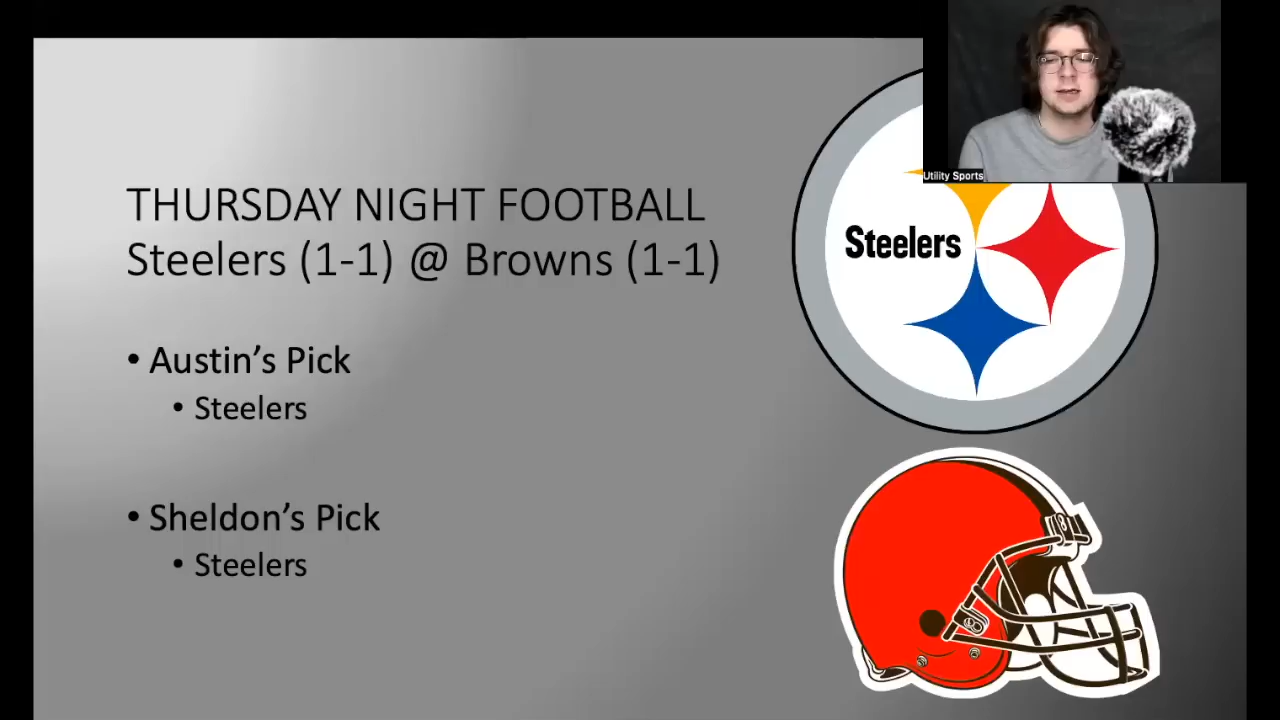 Utility Sports
THURSDAY NIGHT FOOTBALL
Steelers (1-1) @ Browns (1-1)
Steelers
• Austin’s Pick
• Steelers
• Sheldon’s Pick
• Steelers